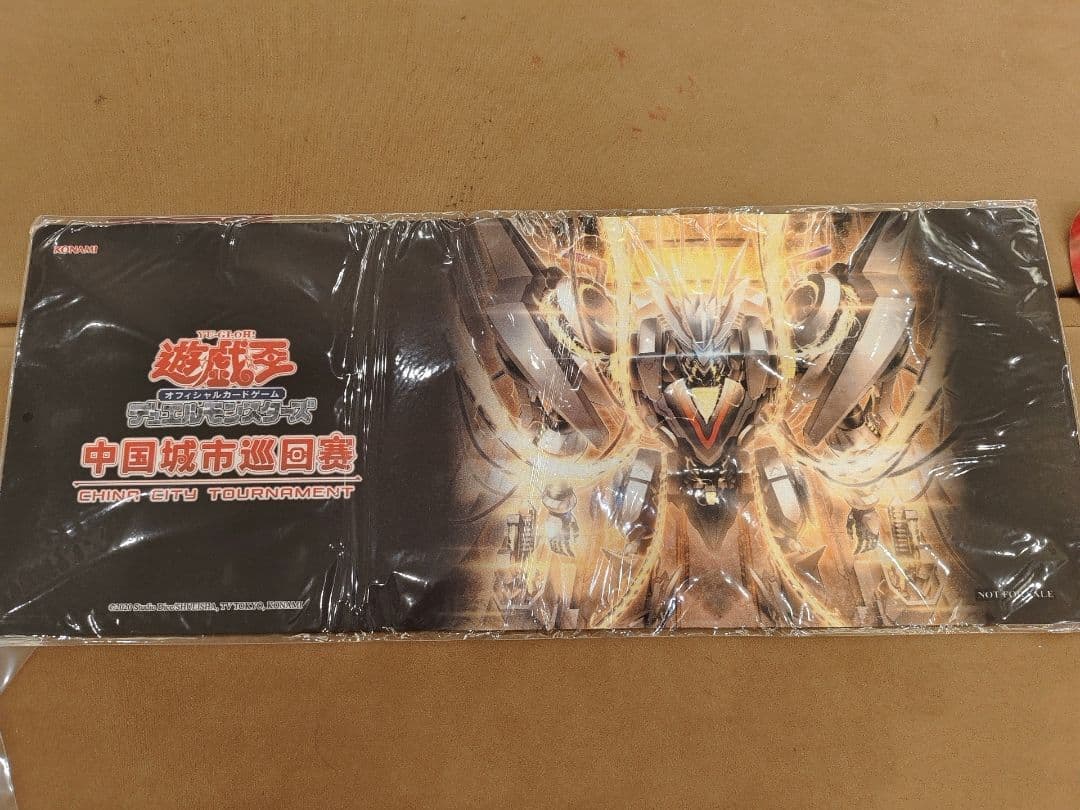 KONAMI
YU-GI-OH!
遊戯王
オフィシャルカードゲーム
デュエルモンスターズ
中国城市巡回赛
CHINA CITY TOURNAMENT
©2020 Studio Dice/SHUEISHA, TV TOKYO, KONAMI
NOT FOR SALE